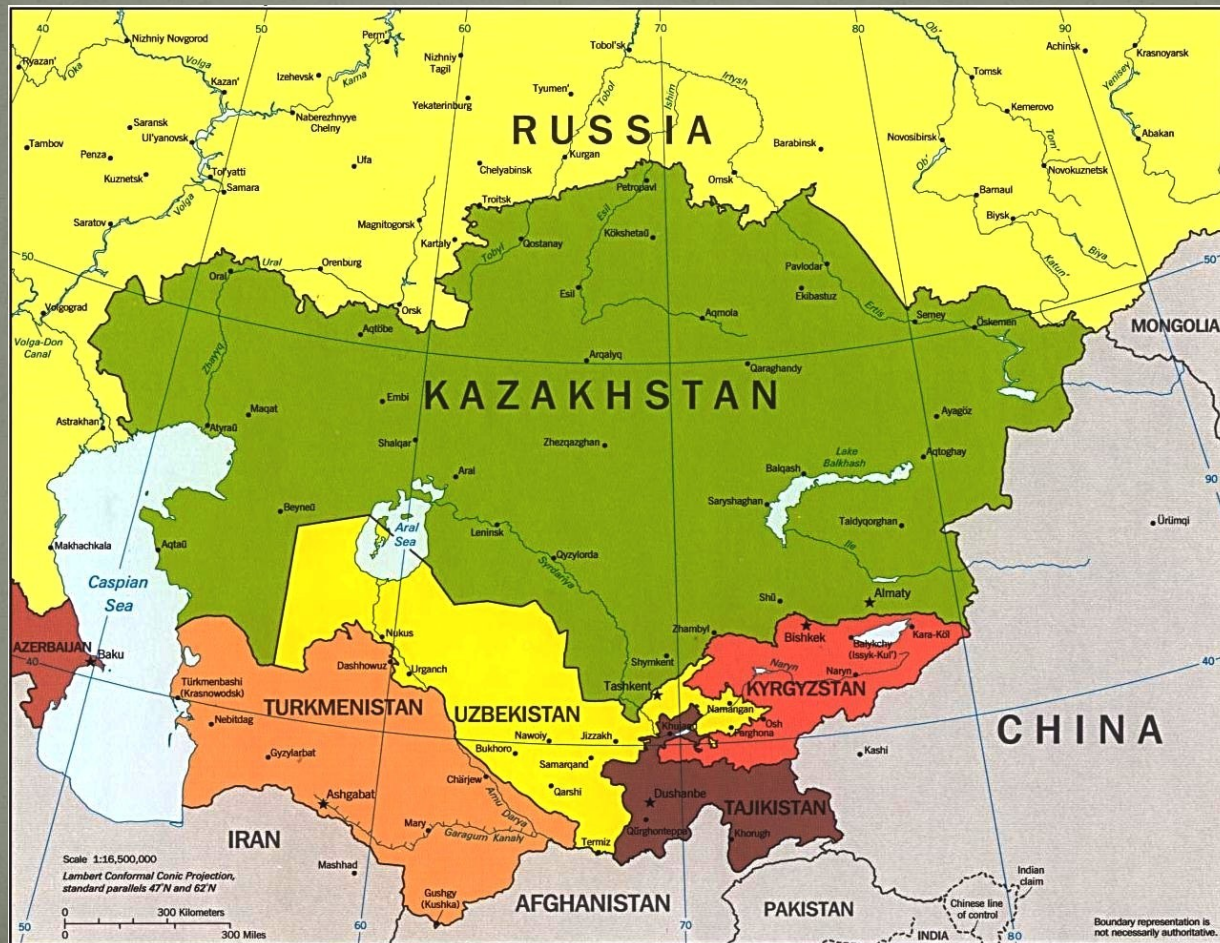 40
50
60
70
80
90
Nizhniy Novgorod
Perm'
Nizhniy
Tagil
Tobol'sk
Ob'
Achinsk
Krasnoyarsk
Ryazan'
Oka
Volga
Kazan'
Izehevsk
Kama
Yekaterinburg
Tyumen'
Tobol
Ishim
Irtysh
Tomsk
Yenisey
Kemerovo
Naberezhnyye
Chelny
Saransk
Ul'yanovsk
Tambov
Penza
Kuznetsk
Tol'yatti
Samara
Volga
Ufa
Chelyabinsk
Kurgan
RUSSIA
Barabinsk
Novosibirsk
Ob'
Tom'
Abakan
Novokuznetsk
Omsk
Petropavl
Barnaul
Biysk
Biya
Katun'
Troitsk
Saratov
Magnitogorsk
Kartaly
Tobyl
Qostanay
Esil
Kökshetaū
Pavlodar
Ekibastuz
50
Oral
Ural
Orenburg
Orsk
Esil
Aqmola
Ertis
Semey
Öskemen
50
MONGOLIA
Volgograd
Volga-Don
Canal
Zhayyq
Aqtöbe
Arqalyq
Qaraghandy
KAZAKHSTAN
Embi
Maqat
Astrakhan
Atyraū
Shalqar
Zhezqazghan
Ayagöz
Aqtoghay
Lake
Balkhash
Balqash
Aral
90
Saryshaghan
Beyneū
Aral
Sea
Leninsk
Taldyqorghan
Ürümqi
Makhachkala
Aqtaū
Qyzylorda
Syrdariya
Ile
Caspian
Sea
Shū
Almaty
AZERBAIJAN
Baku
40
Nukus
Zhambyl
Bishkek
Balykchy
(Issyk-Kul')
Kara-Köl
Dashhowuz
Urganch
Shymkent
Naryn
Naryn
40
Türkmenbashi
(Krasnowodsk)
Tashkent
KYRGYZSTAN
TURKMENISTAN
UZBEKISTAN
Namangan
Nebitdag
Nawoiy
Jizzakh
Khujand
Osh
Farghona
CHINA
Gyzylarbat
Bukhoro
Samarqand
Kashi
Chärjew
Qarshi
Ashgabat
Amu Darya
Dushanbe
TAJIKISTAN
Mary
Garagum Kanaly
Qŭrghonteppa
Khorugh
IRAN
Termiz
Scale 1:16,500,000
Lambert Conformal Conic Projection,
standard parallels 47°N and 62°N
Mashhad
Gushgy
(Kushka)
AFGHANISTAN
PAKISTAN
Indian
claim
Chinese line
of control
INDIA
0 300 Kilometers
0 300 Miles
Boundary representation is
not necessarily authoritative.
50
60
70
80